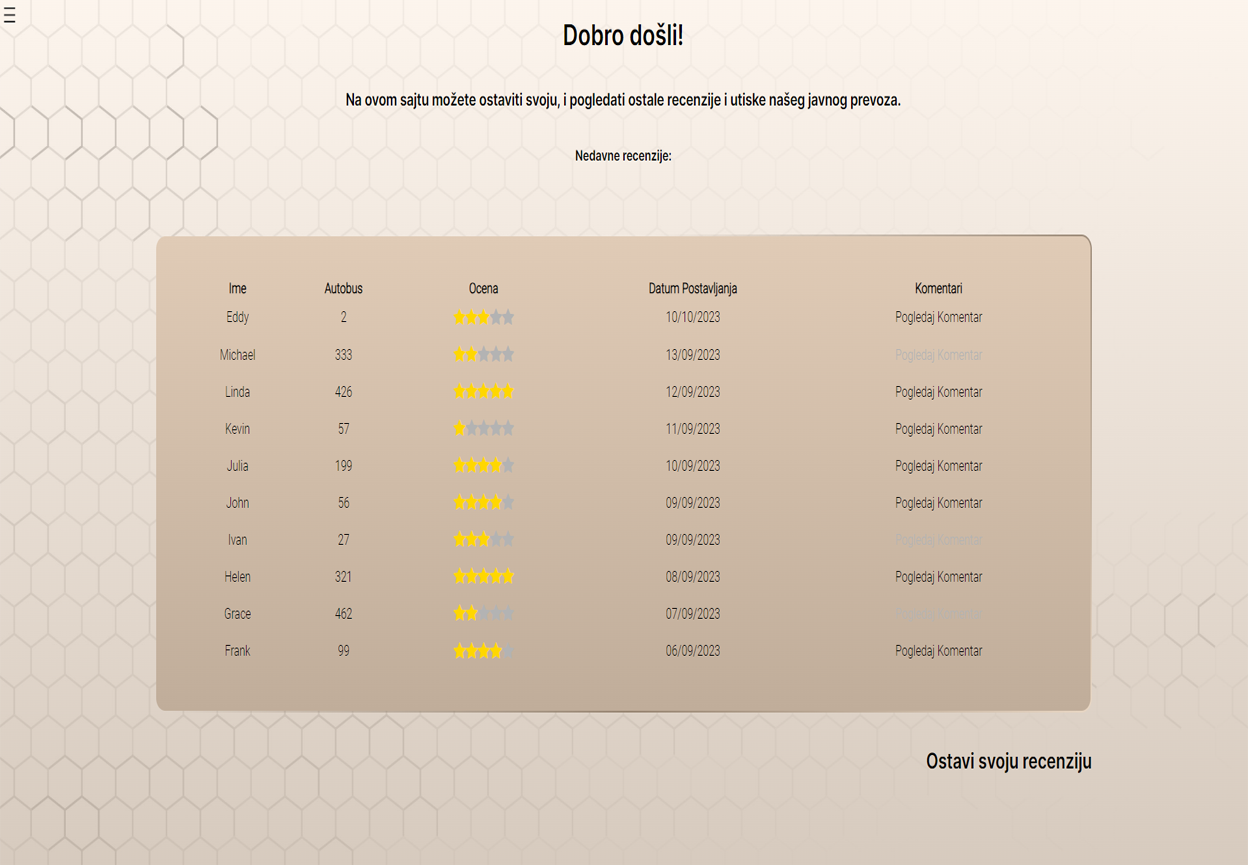 Dobro došli!
Na ovom sajtu možete ostaviti svoju, i pogledati ostale recenzije i utiske našeg javnog prevoza.
Nedavne recenzije:
Ime Autobus Ocena Datum Postavljanja Komentari
Eddy 2 10/10/2023 Pogledaj Komentar
Michael 333 13/09/2023 Pogledaj Komentar
Linda 426 12/09/2023 Pogledaj Komentar
Kevin 57 11/09/2023 Pogledaj Komentar
Julia 199 10/09/2023 Pogledaj Komentar
John 56 09/09/2023 Pogledaj Komentar
Ivan 27 09/09/2023 Pogledaj Komentar
Helen 321 08/09/2023 Pogledaj Komentar
Grace 462 07/09/2023
Frank 99 06/09/2023 Pogledaj Komentar
Ostavi svoju recenziju